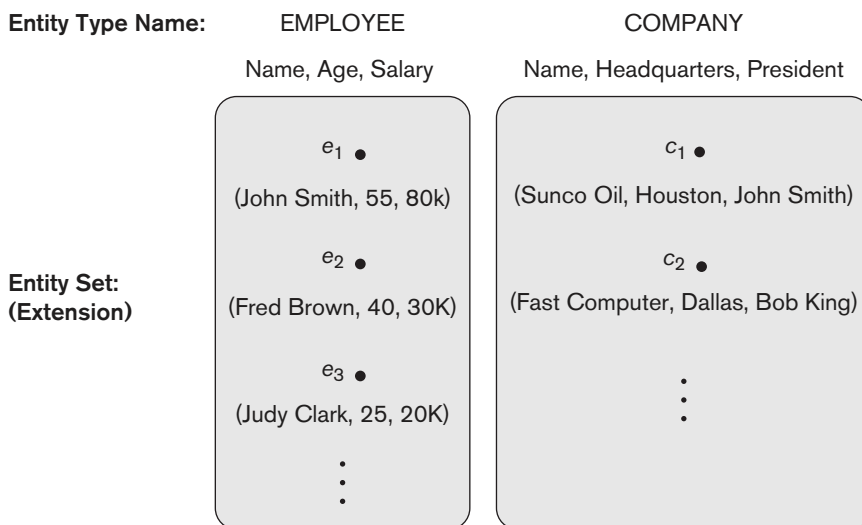 Entity Type Name: EMPLOYEE COMPANY
Name, Age, Salary Name, Headquarters, President
e1 c1
(John Smith, 55, 80k) (Sunco Oil, Houston, John Smith)
e2 c2
Entity Set:
(Extension)
(Fred Brown, 40, 30K) (Fast Computer, Dallas, Bob King)
e3
(Judy Clark, 25, 20K)